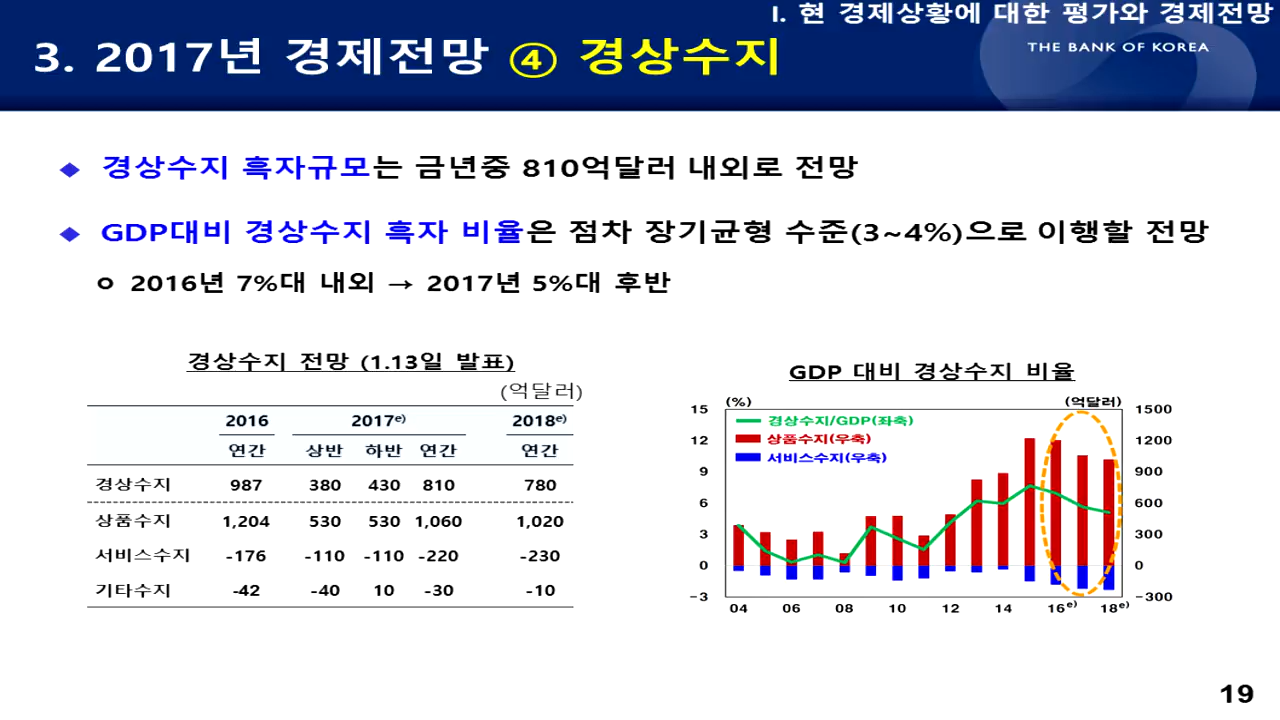 I. 현 경제상황에 대한 평가와 경제전망
3. 2017년 경제전망 ④ 경상수지
THE BANK OF KOREA
◆ 경상수지 흑자규모는 금년중 810억달러 내외로 전망
◆ GDP대비 경상수지 흑자 비율은 점차 장기균형 수준(3~4%)으로 이행할 전망
o 2016년 7%대 내외 → 2017년 5%대 후반
경상수지 전망 (1.13일 발표)
(억달러)
2016 2017e) 2018e)
연간 상반 하반 연간 연간
경상수지 987 380 430 810 780
상품수지 1,204 530 530 1,060 1,020
서비스수지 -176 -110 -110 -220 -230
기타수지 -42 -40 10 -30 -10
GDP 대비 경상수지 비율
(%) (억달러)
15 1500
경상수지/GDP(좌축)
12 상품수지(우축) 1200
서비스수지(우축)
9 900
6 600
3 300
0 0
-3 -300
04 06 08 10 12 14 16e) 18e)
19